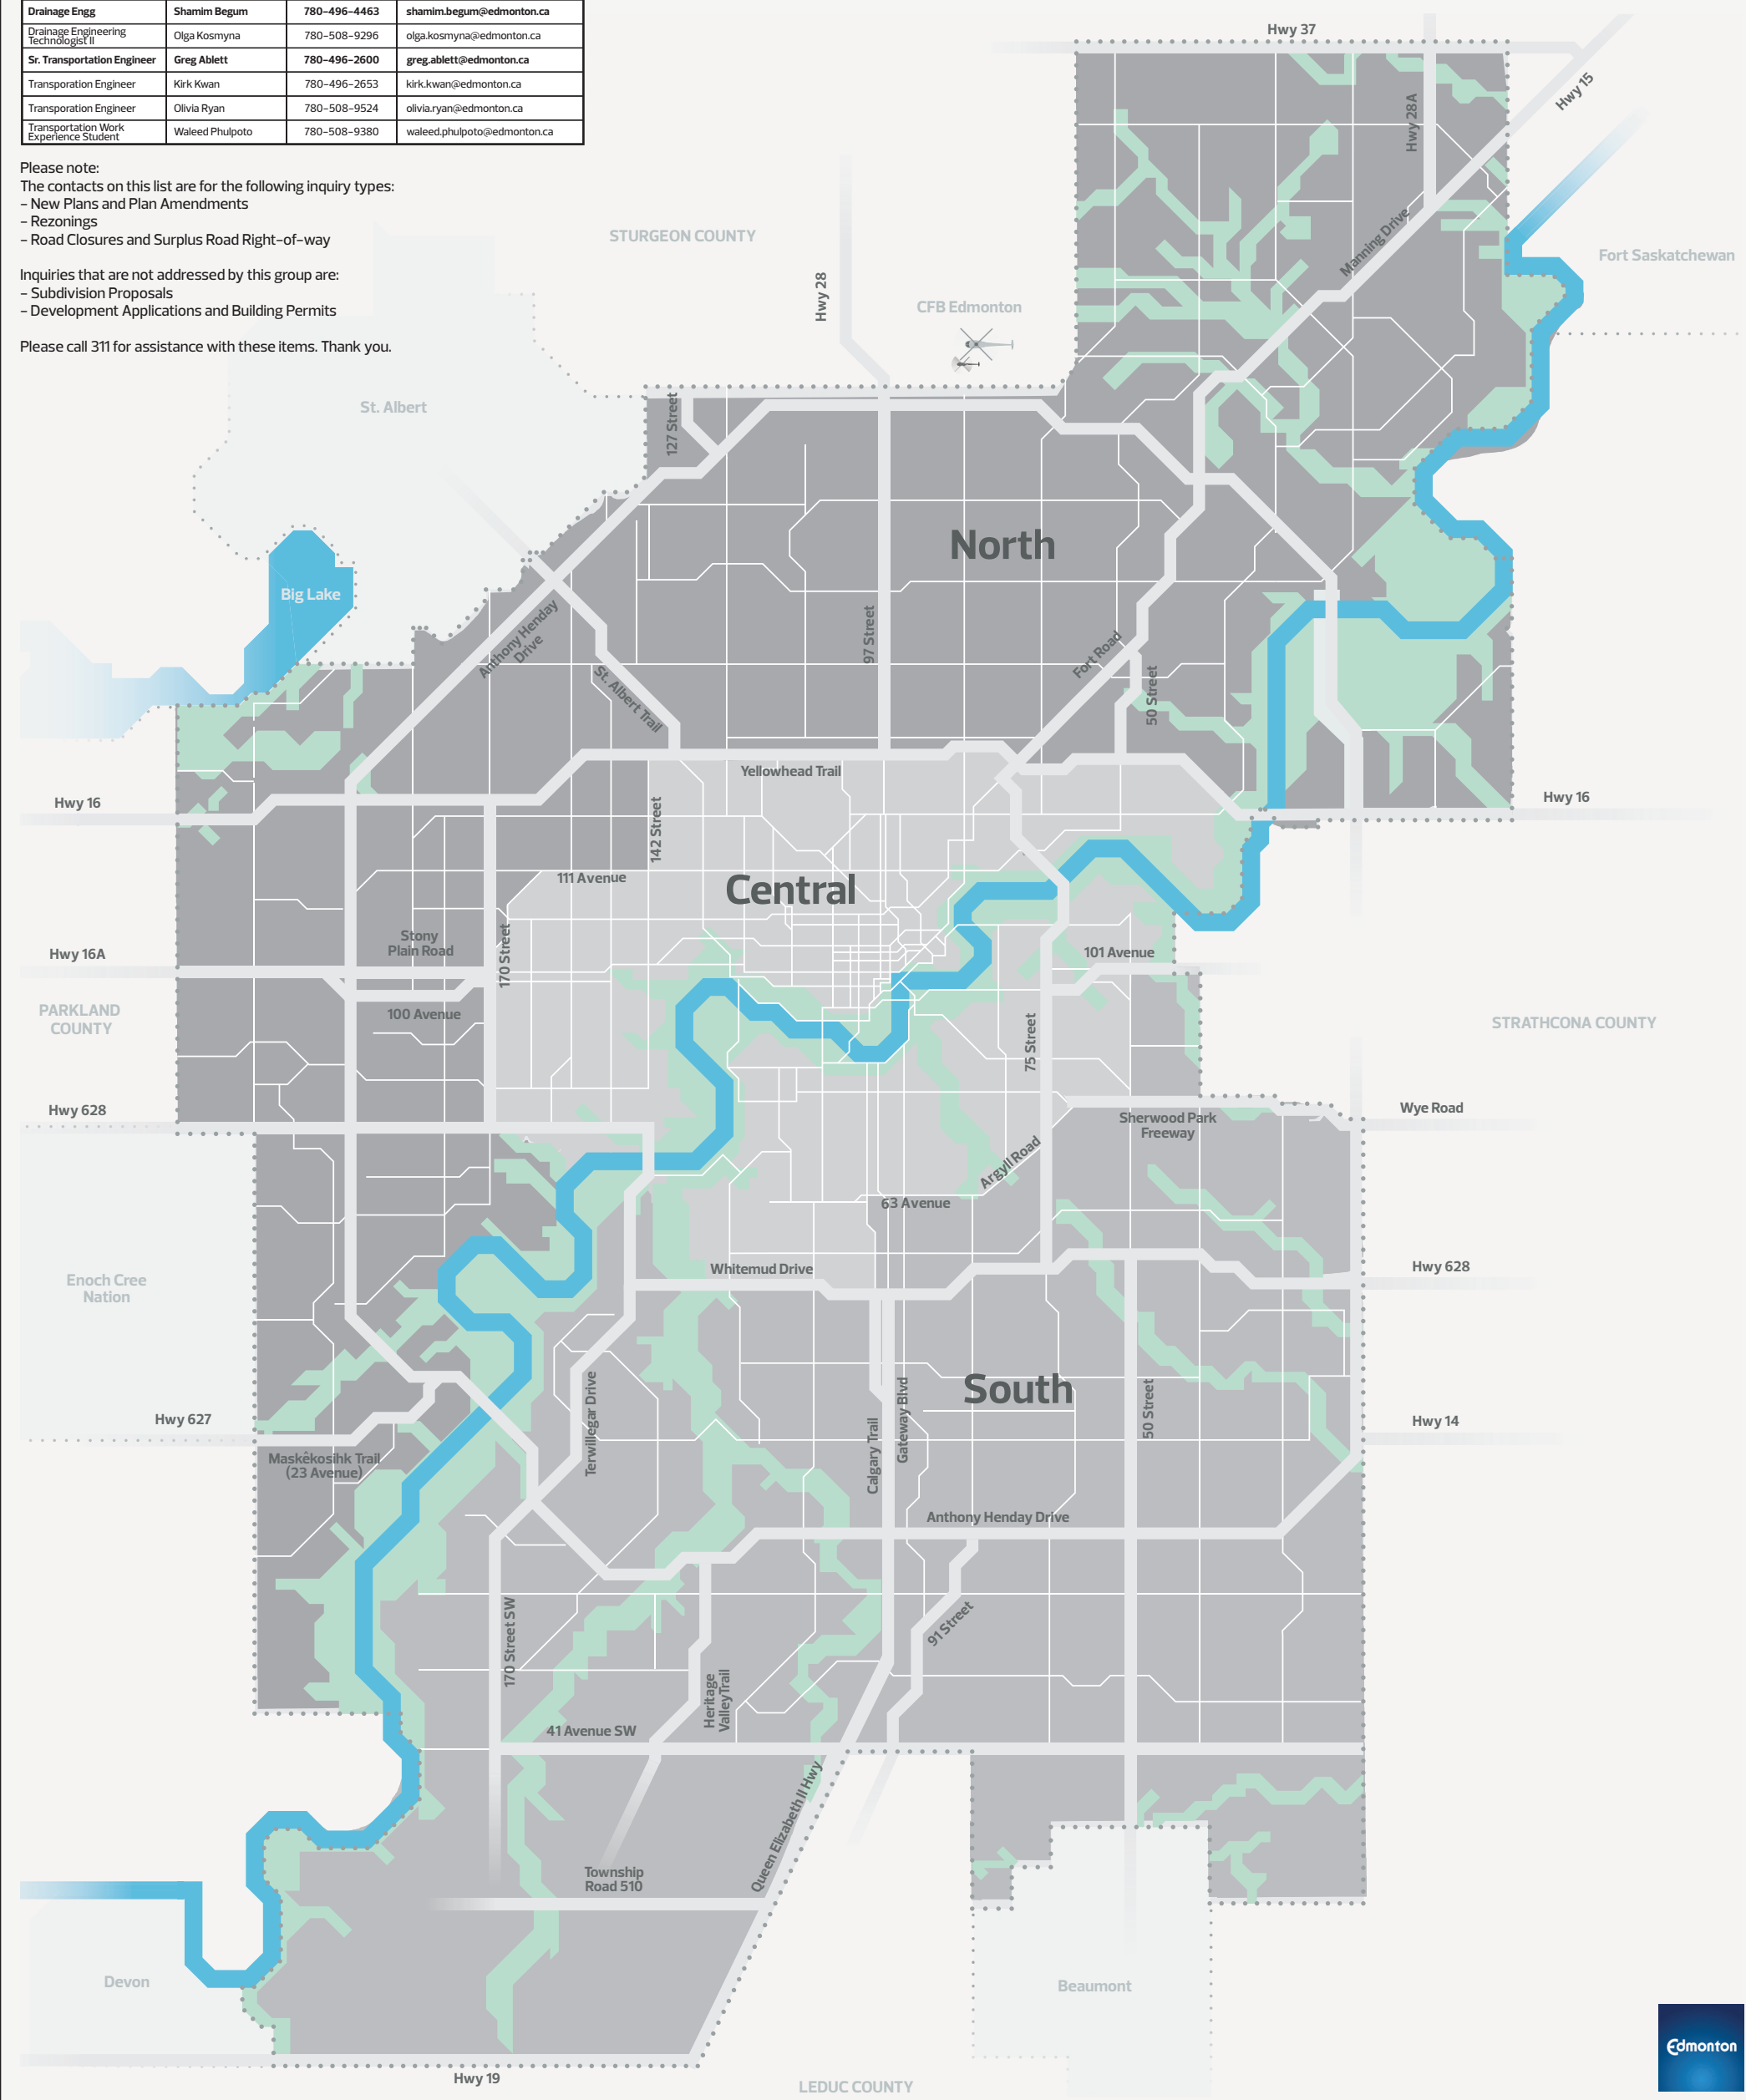 Drainage Engg Shamim Begum 780-496-4463 shamim.begum@edmonton.ca
Drainage Engineering
Technologist II Olga Kosmyna 780-508-9296 olga.kosmyna@edmonton.ca
Sr. Transportation Engineer Greg Ablett 780-496-2600 greg.ablett@edmonton.ca
Transporation Engineer Kirk Kwan 780-496-2653 kirk.kwan@edmonton.ca
Transporation Engineer Olivia Ryan 780-508-9524 olivia.ryan@edmonton.ca
Transportation Work
Experience Student Waleed Phulpoto 780-508-9380 waleed.phulpoto@edmonton.ca
Please note:
The contacts on this list are for the following inquiry types:
- New Plans and Plan Amendments
- Rezonings
- Road Closures and Surplus Road Right-of-way
Inquiries that are not addressed by this group are:
- Subdivision Proposals
- Development Applications and Building Permits
Please call 311 for assistance with these items. Thank you.
Hwy 37
Hwy 15
Hwy 28A
STURGEON COUNTY
Manning Drive
Fort Saskatchewan
Hwy 28
CFB Edmonton
St. Albert
127 Street
North
Big Lake
Anthony Henday
Drive
97 Street
Fort Road
St. Albert Trail
50 Street
Yellowhead Trail
Hwy 16
Hwy 16
142 Street
111 Avenue
Central
Stony
Plain Road
170 Street
Hwy 16A
101 Avenue
PARKLAND
COUNTY
100 Avenue
STRATHCONA COUNTY
75 Street
Hwy 628
Wye Road
Sherwood Park
Freeway
Argyll Road
63 Avenue
Whitemud Drive
Hwy 628
Enoch Cree
Nation
South
Terwillegar Drive
Calgary Trail
Gateway Blvd
50 Street
Hwy 627
Hwy 14
Maskêkosihk Trail
(23 Avenue)
Anthony Henday Drive
170 Street SW
91 Street
Heritage
ValleyTrail
41 Avenue SW
Queen Elizabeth II Hwy
Township
Road 510
Devon
Beaumont
Edmonton
Hwy 19
LEDUC COUNTY